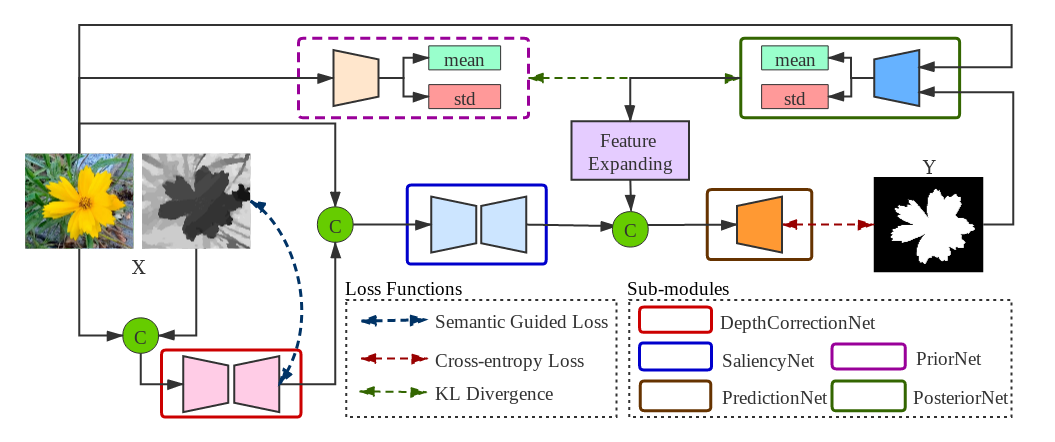 mean
std
mean
std
Feature
Expanding
Y
C
C
C
X
C
Loss Functions
Semantic Guided Loss
Cross-entropy Loss
KL Divergence
Sub-modules
DepthCorrectionNet
SaliencyNet
PriorNet
PredictionNet
PosteriorNet